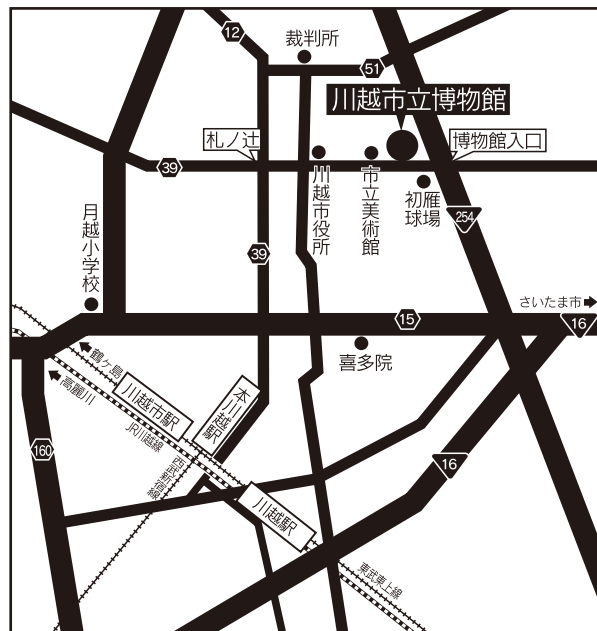 12
裁判所
51
川越市立博物館
札ノ辻
博物館入口
39
川越市役所
市立美術館
初雁
球場
254
月越小学校
39
さいたま市
15
16
喜多院
鶴ヶ島
高麗川
川越市駅
本川越駅
JR川越線
西武新宿線
160
16
川越駅
東武東上線